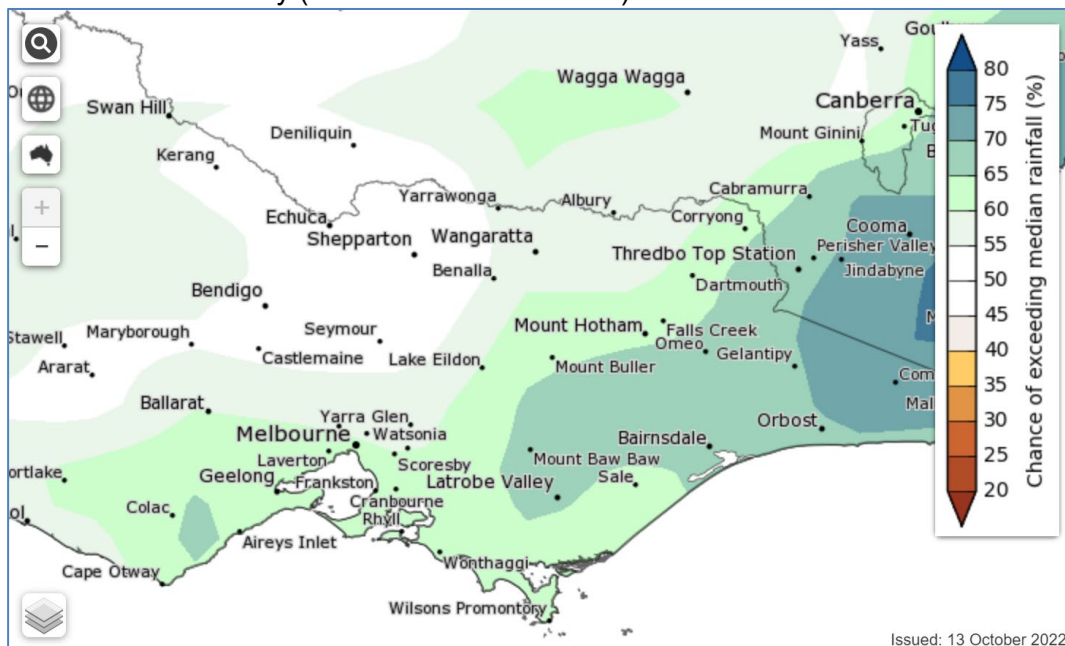 Yass
Wagga Wagga
Canberra
Swan Hill
Deniliquin
Mount Ginini
Kerang
Cabramurra
Yarrawonga
Albury
Corryong
Echuca
Shepparton
Wangaratta
Cooma
Perisher Valley
Thredbo Top Station
Benalla
Jindabyne
Dartmouth
Bendigo
Seymour
Mount Hotham
Falls Creek
Maryborough
Stawell
Omeo
Castlemaine
Lake Eildon
Gelantipy
Ararat
Mount Buller
Ballarat
Yarra Glen
Orbost
Melbourne
Watsonia
Bairnsdale
Laverton
Scoresby
Mount Baw Baw
Geelong
Frankston
Latrobe Valley
Sale
Cranbourne
Colac
Rhyll
Aireys Inlet
Wonthaggi
Cape Otway
Wilsons Promontory
80
75
70
65
60
55
50
45
40
35
30
25
20
Chance of exceeding median rainfall (%)
Issued: 13 October 2022